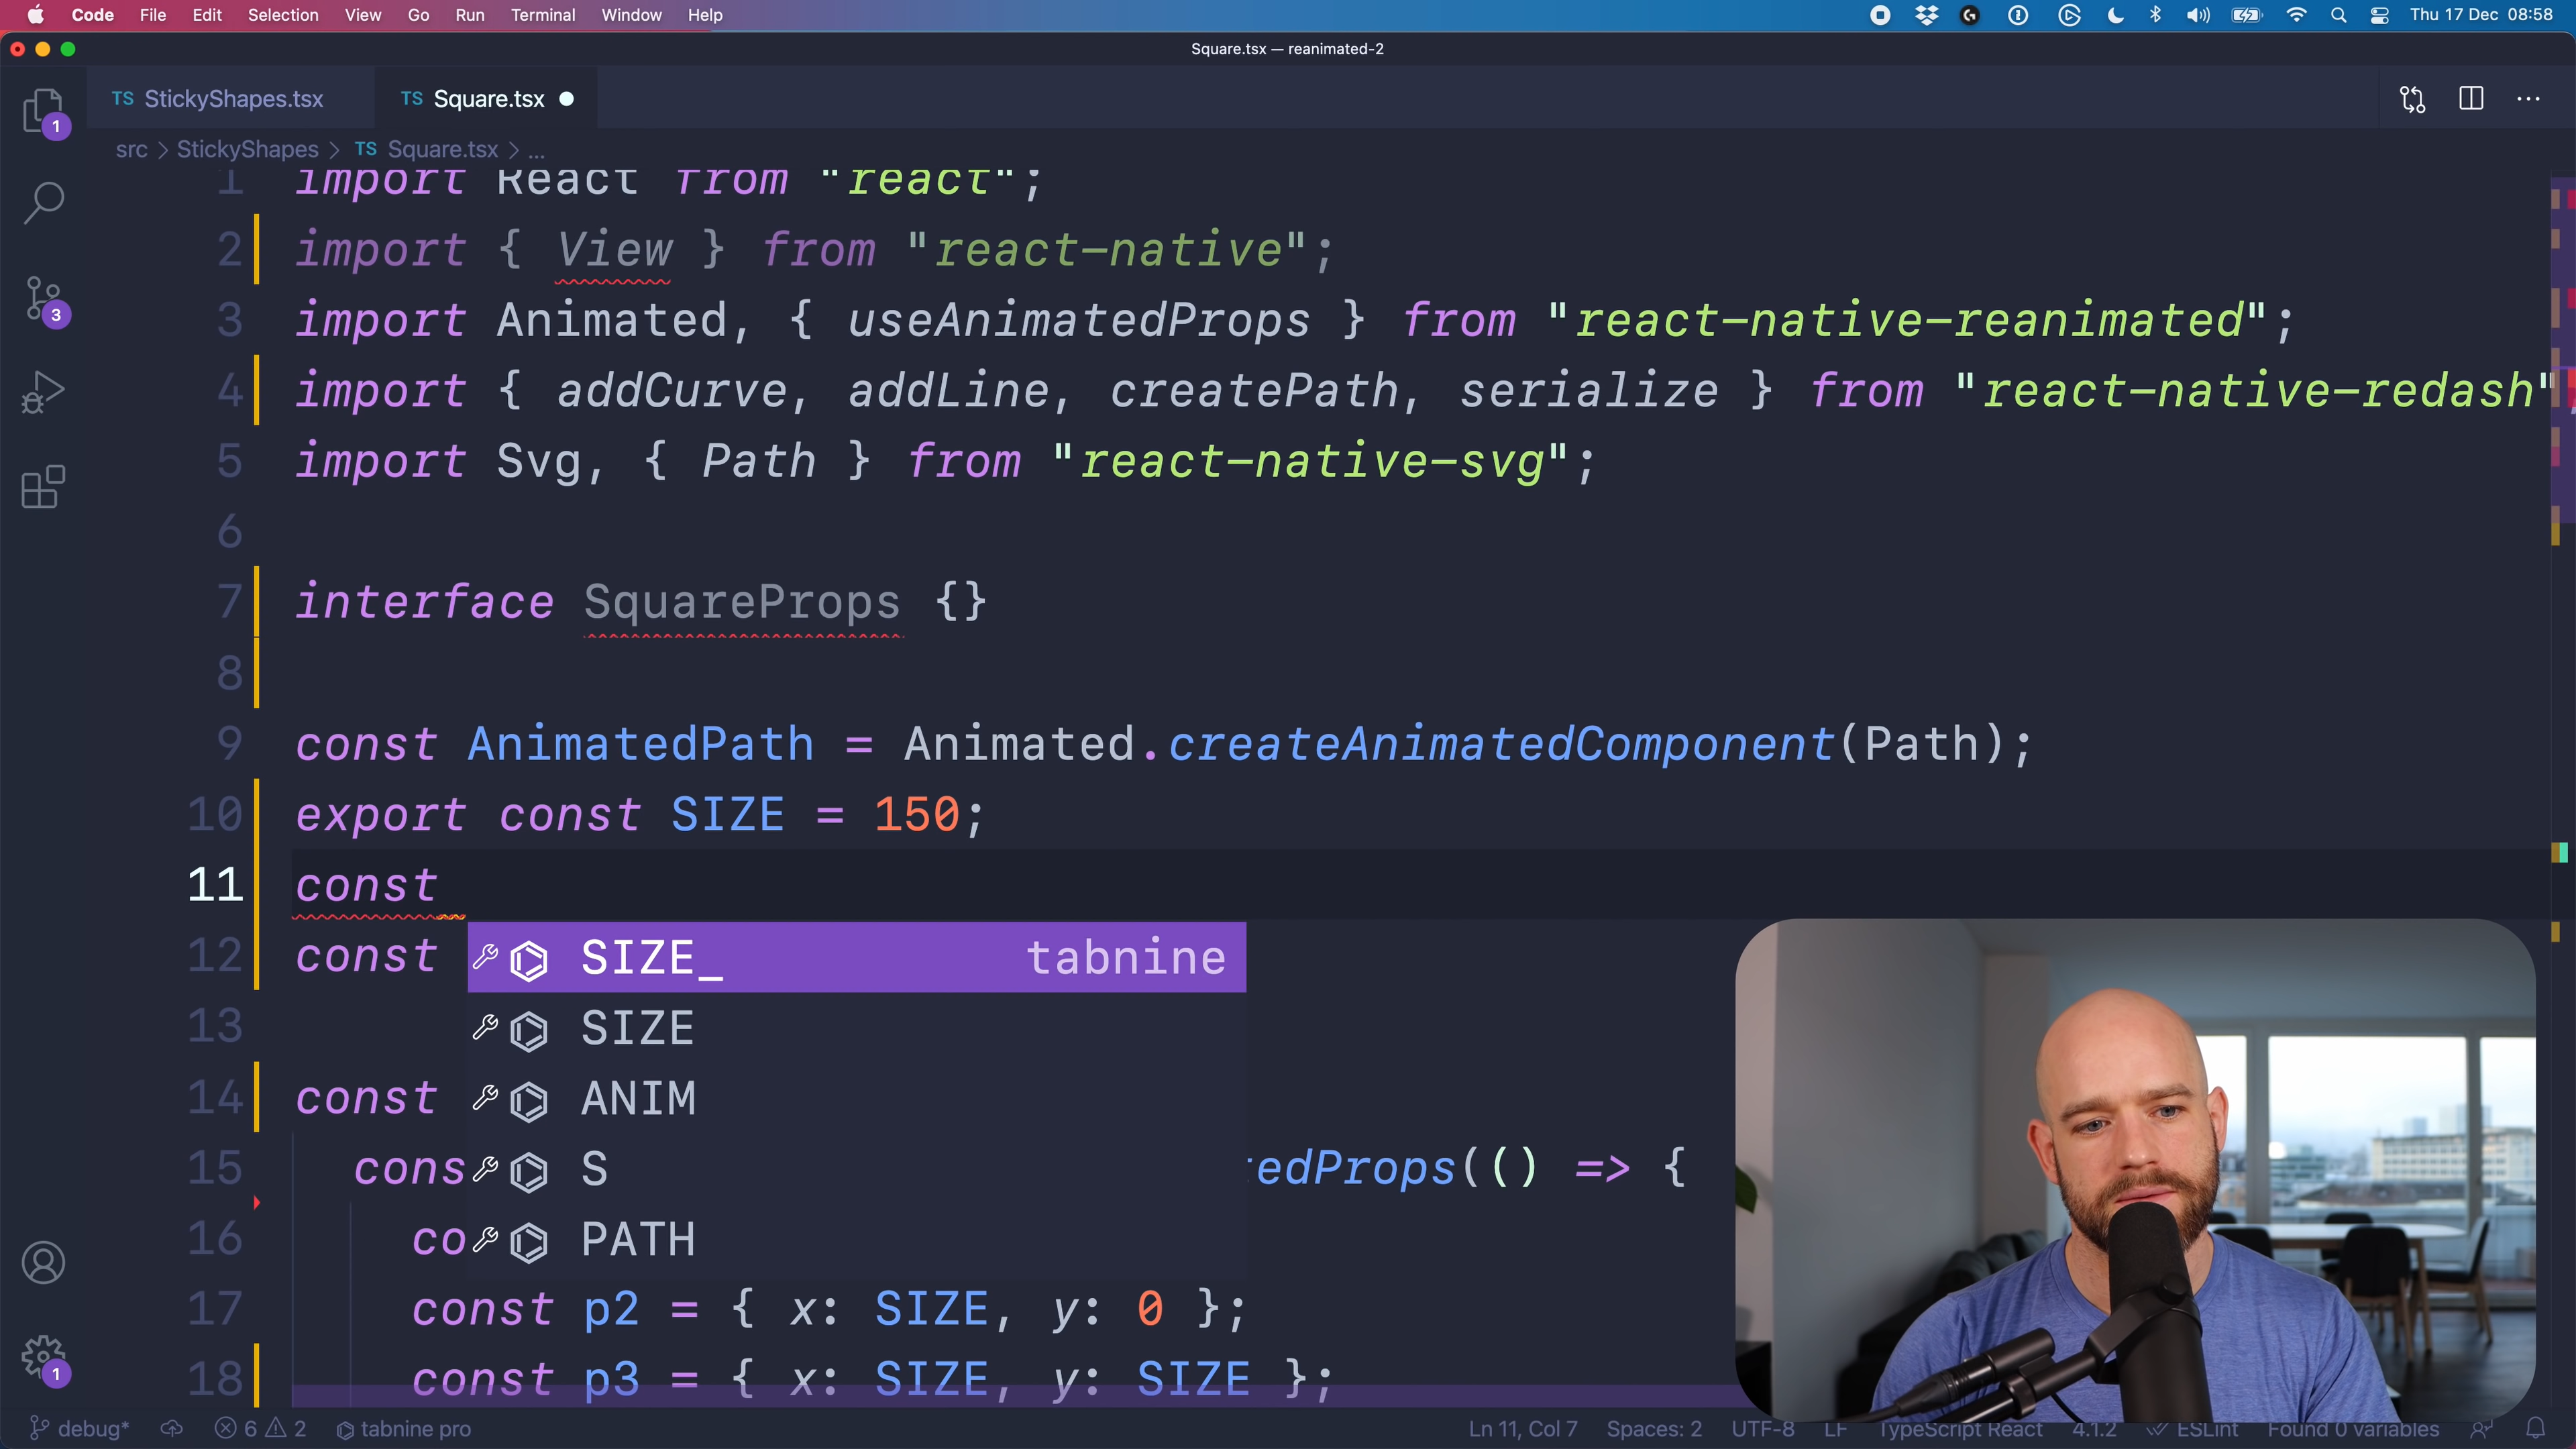 Code File Edit Selection View Go Run Terminal Window Help Thu 17 Dec 08:58
Square.tsx — reanimated-2
TS StickyShapes.tsx TS Square.tsx
src > StickyShapes > TS Square.tsx > ...
1 import React from "react";
2 import { View } from "react-native";
3 import Animated, { useAnimatedProps } from "react-native-reanimated";
4 import { addCurve, addLine, createPath, serialize } from "react-native-redash"
5 import Svg, { Path } from "react-native-svg";
6
7 interface SquareProps {}
8
9 const AnimatedPath = Animated.createAnimatedComponent(Path);
10 export const SIZE = 150;
11 const
12 const SIZE_ tabnine
13 SIZE
14 const ANIM
15 cons S tedProps(() => {
16 co PATH
17 const p2 = { x: SIZE, y: 0 };
18 const p3 = { x: SIZE, y: SIZE };
1
3
1
debug* 6 2 tabnine pro Ln 11, Col 7 Spaces: 2 UTF-8 LF TypeScript React 4.1.2 ESLint Found 0 variables